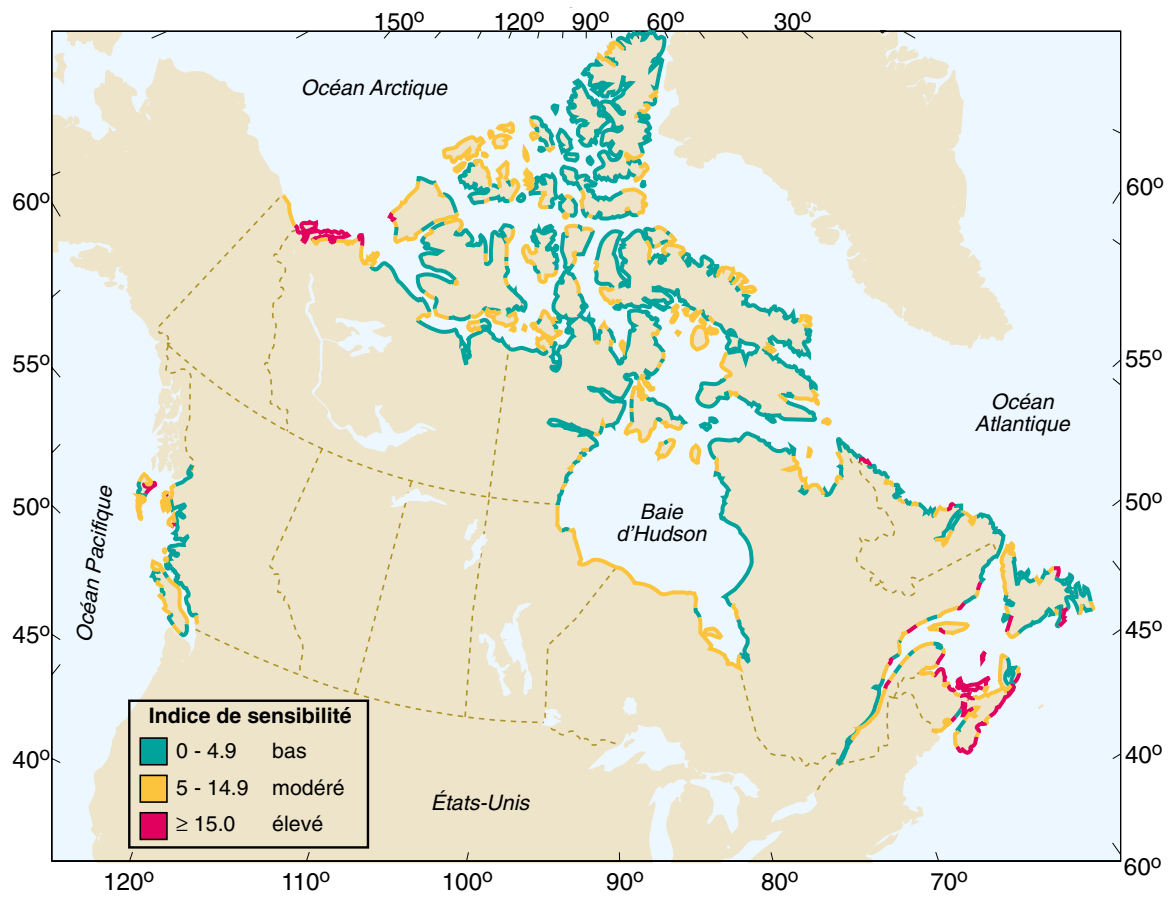 150º 120º 90º 60º 30º
Océan Arctique
60º
60º
55º
55º
Océan
Atlantique
50º
50º
Baie
d'Hudson
Océan Pacifique
45º
45º
Indice de sensibilité
0 - 4.9 bas
5 - 14.9 modéré
≥ 15.0 élevé
40º
40º
États-Unis
60º
120º 110º 100º 90º 80º 70º